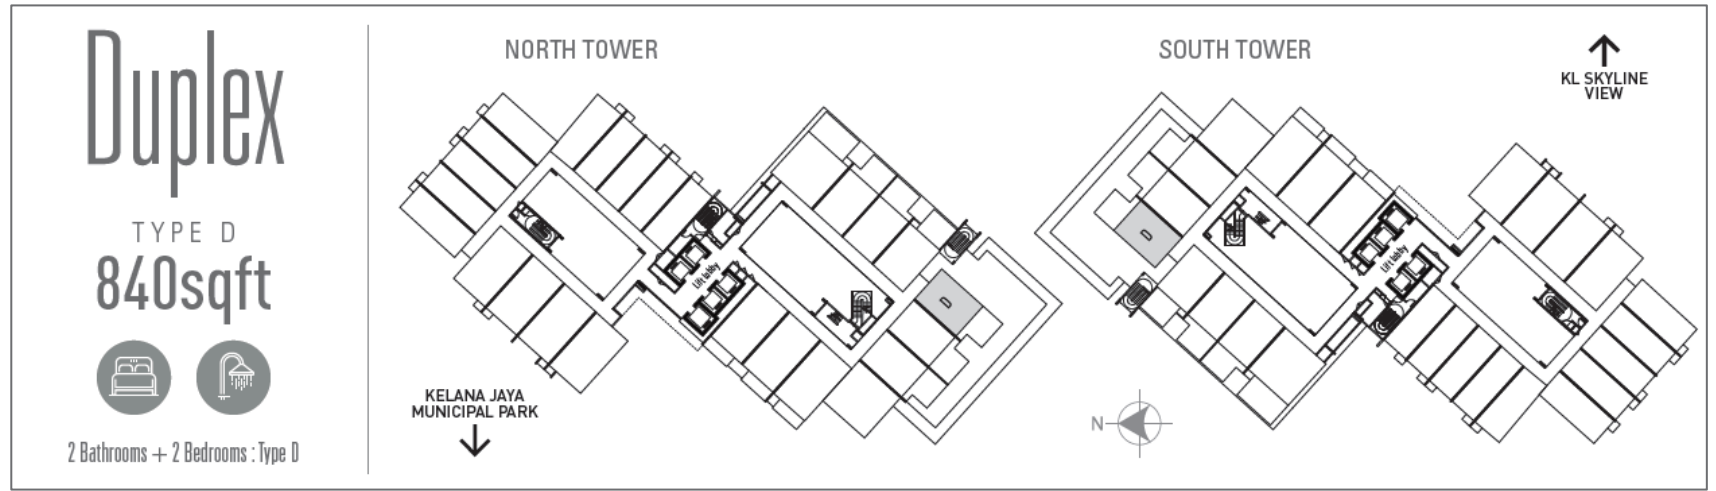 Duplex
TYPE D
840sqft
2 Bathrooms + 2 Bedrooms : Type D
NORTH TOWER
SOUTH TOWER
KL SKYLINE
VIEW
Lift lobby
Lift lobby
KELANA JAYA
MUNICIPAL PARK
N